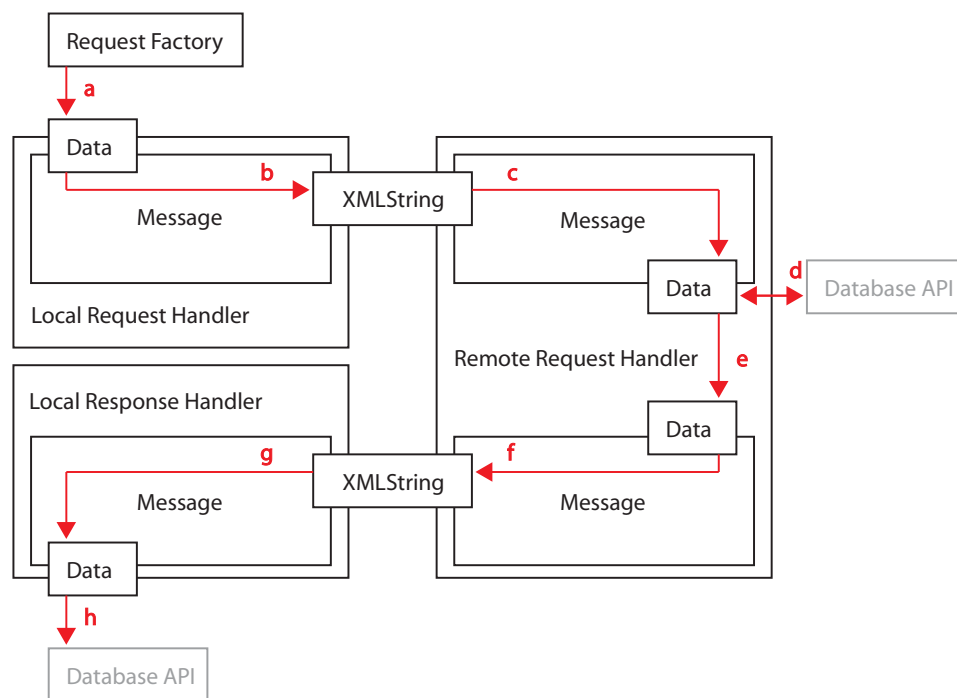 Request Factory
a
Data
b
XMLString
c
Message
Message
Data
d
Database API
Local Request Handler
Remote Request Handler
e
Local Response Handler
Data
g
XMLString
f
Message
Message
Data
h
Database API